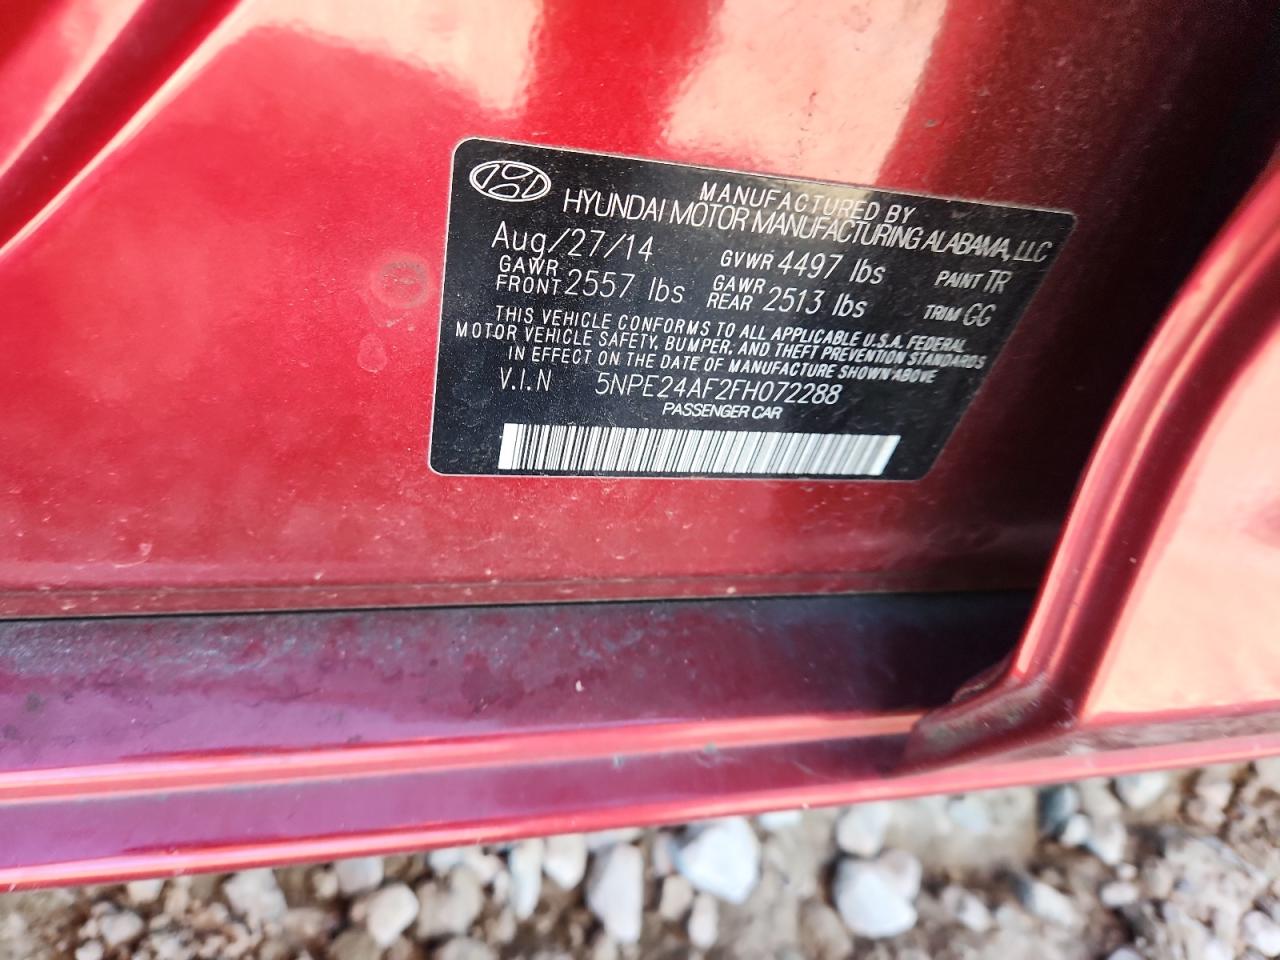 MANUFACTURED BY
HYUNDAI MOTOR MANUFACTURING ALABAMA, LLC
Aug/27/14 GVWR 4497 lbs PAINT TR
GAWR FRONT 2557 lbs GAWR REAR 2513 lbs TRIM GG
THIS VEHICLE CONFORMS TO ALL APPLICABLE U.S.A. FEDERAL
MOTOR VEHICLE SAFETY, BUMPER, AND THEFT PREVENTION STANDARDS
IN EFFECT ON THE DATE OF MANUFACTURE SHOWN ABOVE
V.I.N 5NPE24AF2FH072288
PASSENGER CAR